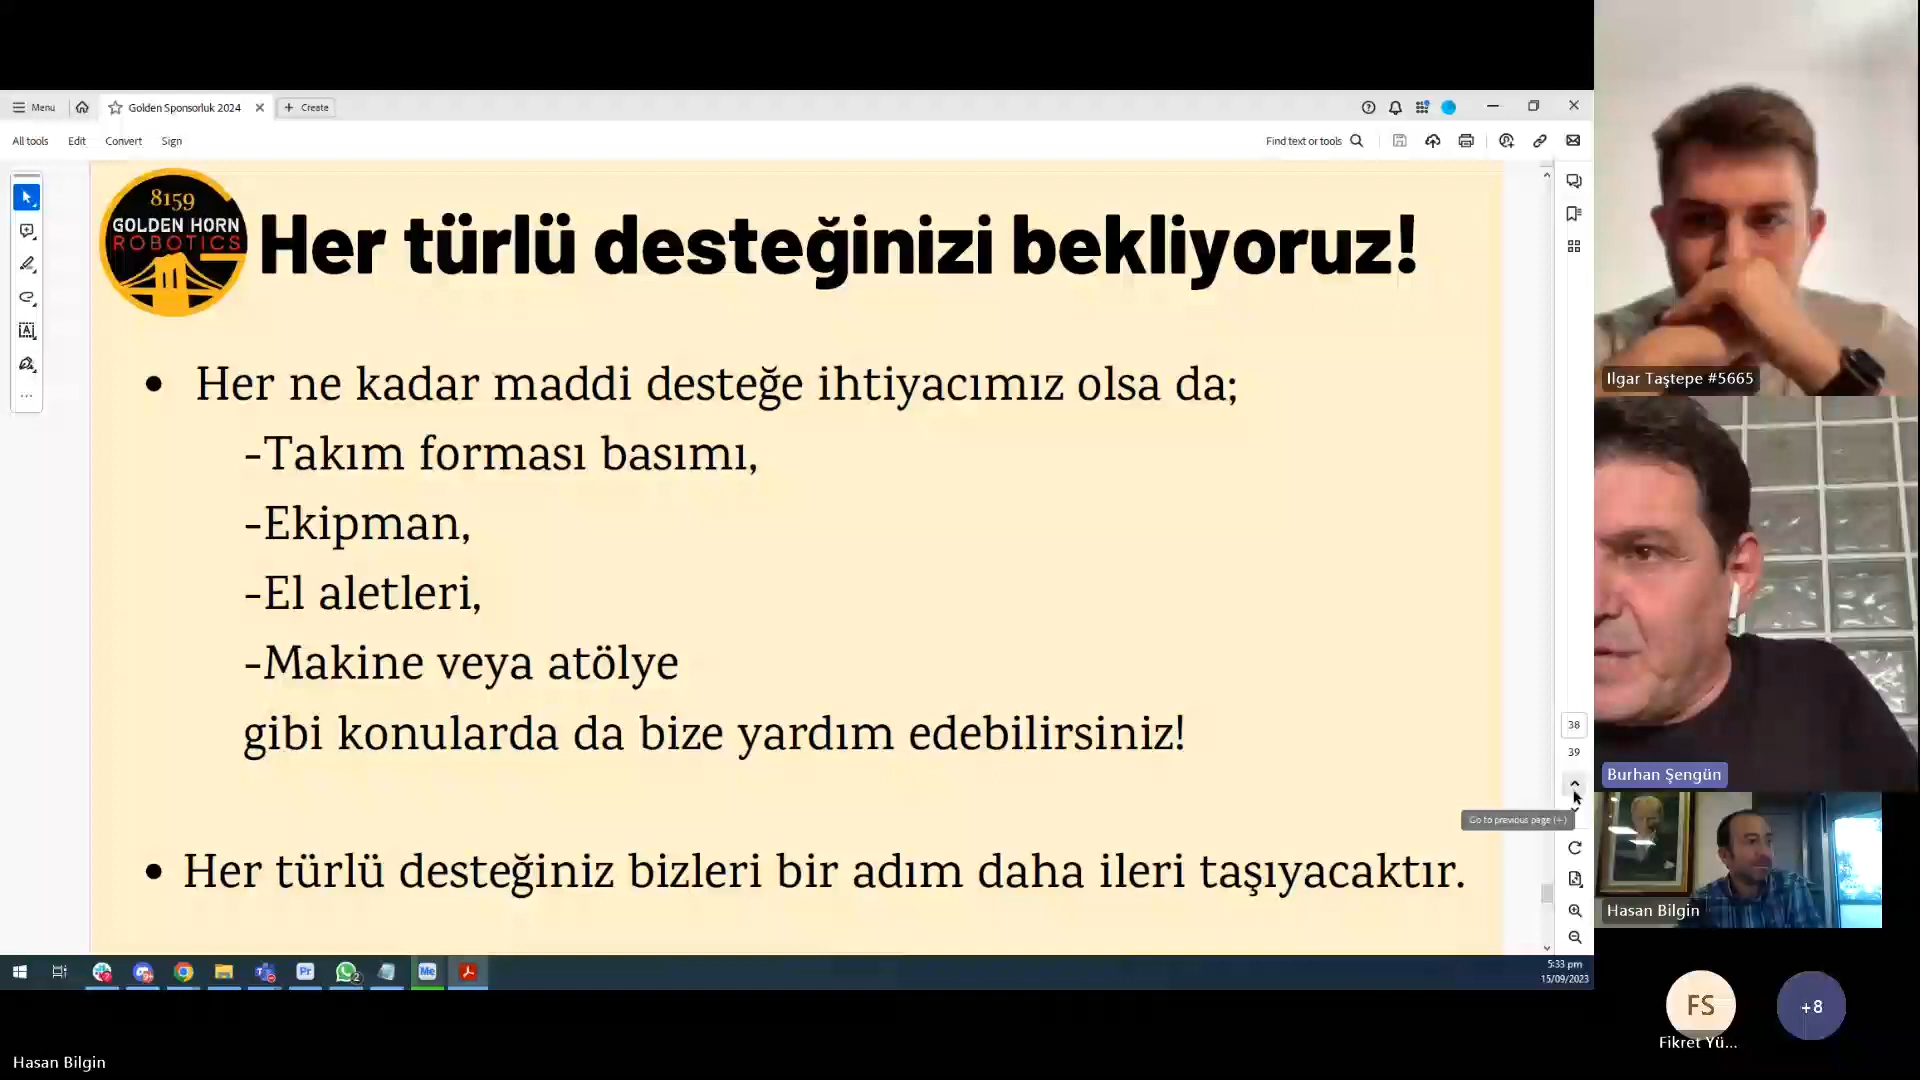 Menu
Golden Sponsorluk 2024
Create
All tools
Edit
Convert
Sign
Find text or tools
8159
GOLDEN HORN
ROBOTICS
Her türlü desteğinizi bekliyoruz!
• Her ne kadar maddi desteğe ihtiyacımız olsa da;
-Takım forması basımı,
-Ekipman,
-El aletleri,
-Makine veya atölye
gibi konularda da bize yardım edebilirsiniz!
• Her türlü desteğiniz bizleri bir adım daha ileri taşıyacaktır.
38
39
Go to previous page (←)
Pr
2
Me
5:33 pm
15/09/2023
Ilgar Taştepe #5665
Burhan Şengün
Hasan Bilgin
FS
+8
Fikret Yü...
Hasan Bilgin